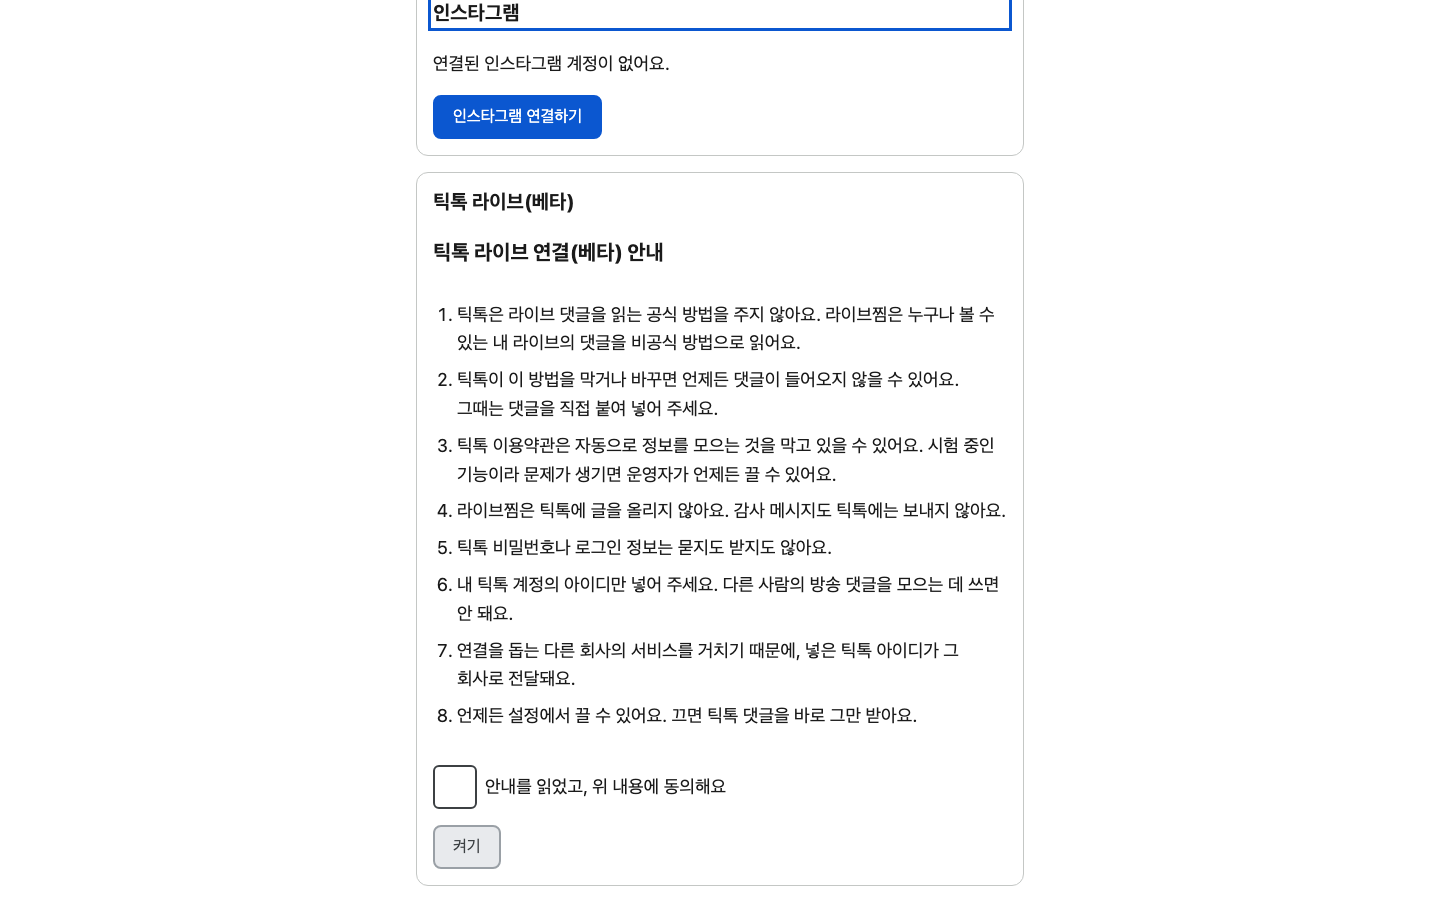 인스타그램
연결된 인스타그램 계정이 없어요.
인스타그램 연결하기
틱톡 라이브(베타)
틱톡 라이브 연결(베타) 안내
1. 틱톡은 라이브 댓글을 읽는 공식 방법을 주지 않아요. 라이브찜은 누구나 볼 수
있는 내 라이브의 댓글을 비공식 방법으로 읽어요.
2. 틱톡이 이 방법을 막거나 바꾸면 언제든 댓글이 들어오지 않을 수 있어요.
그때는 댓글을 직접 붙여 넣어 주세요.
3. 틱톡 이용약관은 자동으로 정보를 모으는 것을 막고 있을 수 있어요. 시험 중인
기능이라 문제가 생기면 운영자가 언제든 끌 수 있어요.
4. 라이브찜은 틱톡에 글을 올리지 않아요. 감사 메시지도 틱톡에는 보내지 않아요.
5. 틱톡 비밀번호나 로그인 정보는 묻지도 받지도 않아요.
6. 내 틱톡 계정의 아이디만 넣어 주세요. 다른 사람의 방송 댓글을 모으는 데 쓰면
안 돼요.
7. 연결을 돕는 다른 회사의 서비스를 거치기 때문에, 넣은 틱톡 아이디가 그
회사로 전달돼요.
8. 언제든 설정에서 끌 수 있어요. 끄면 틱톡 댓글을 바로 그만 받아요.
안내를 읽었고, 위 내용에 동의해요
켜기